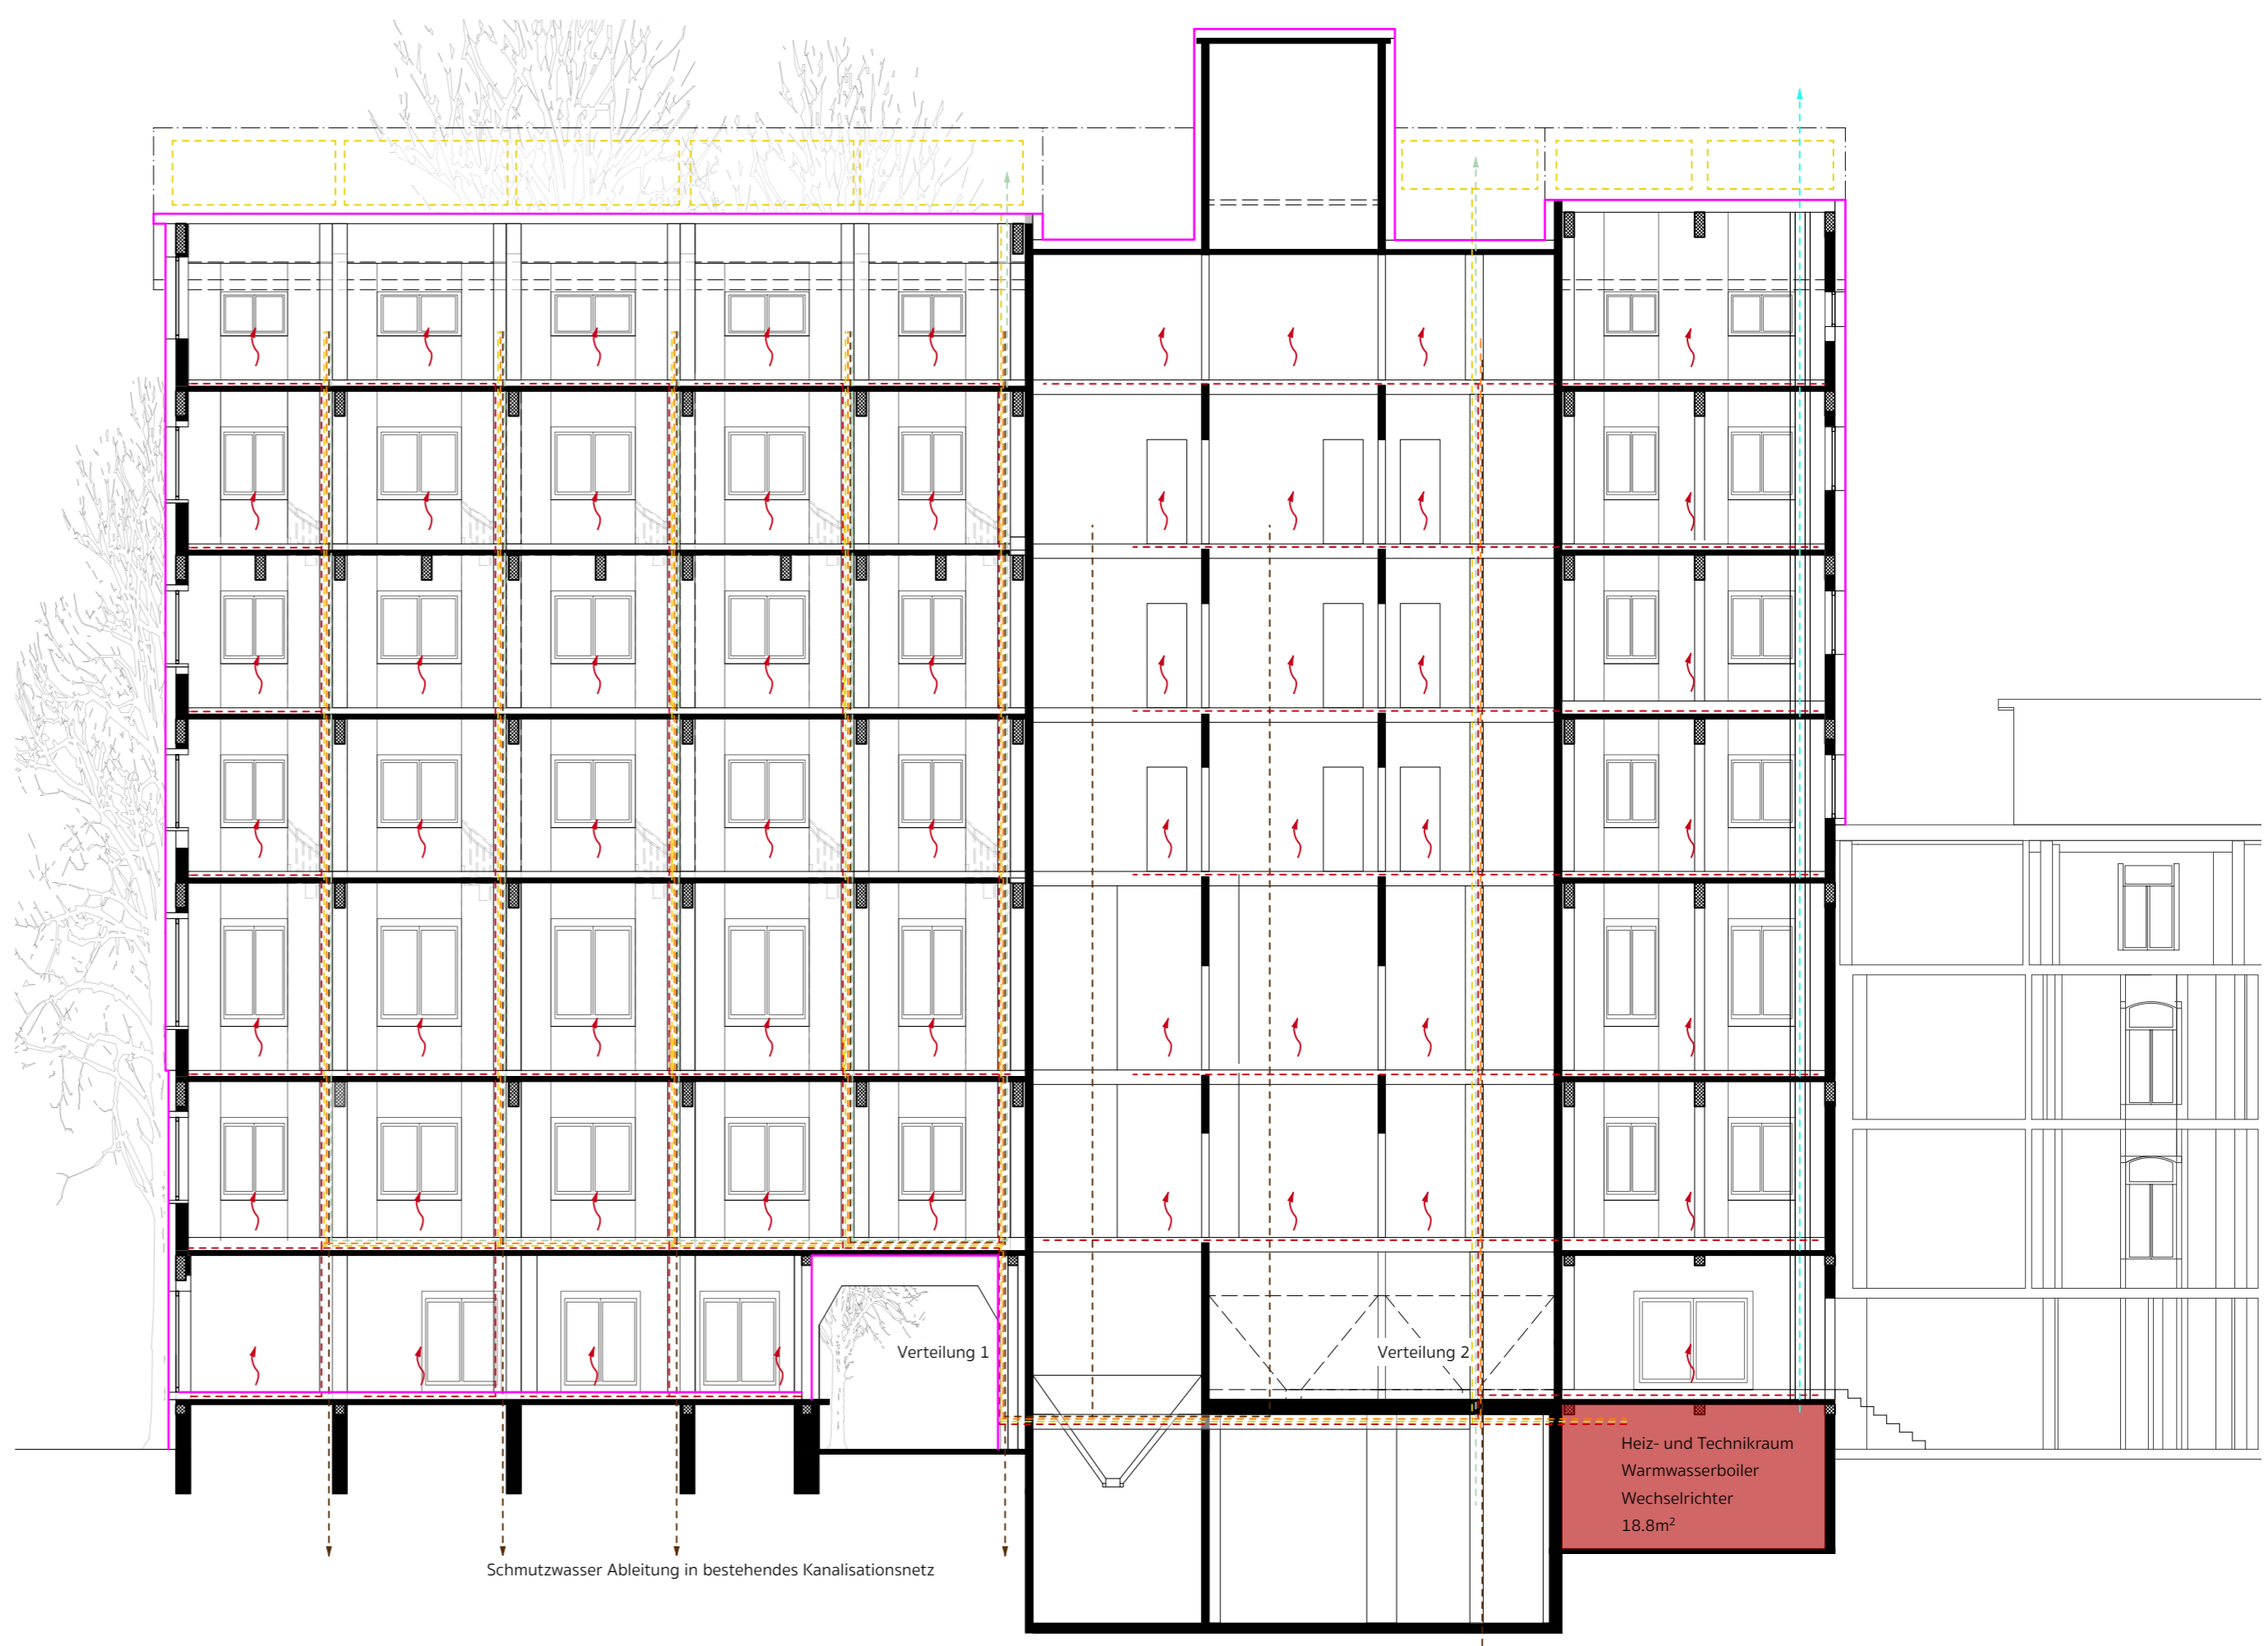 Verteilung 1
Verteilung 2
Heiz- und Technikraum
Warmwasserboiler
Wechselrichter
18.8m²
Schmutzwasser Ableitung in bestehendes Kanalisationsnetz